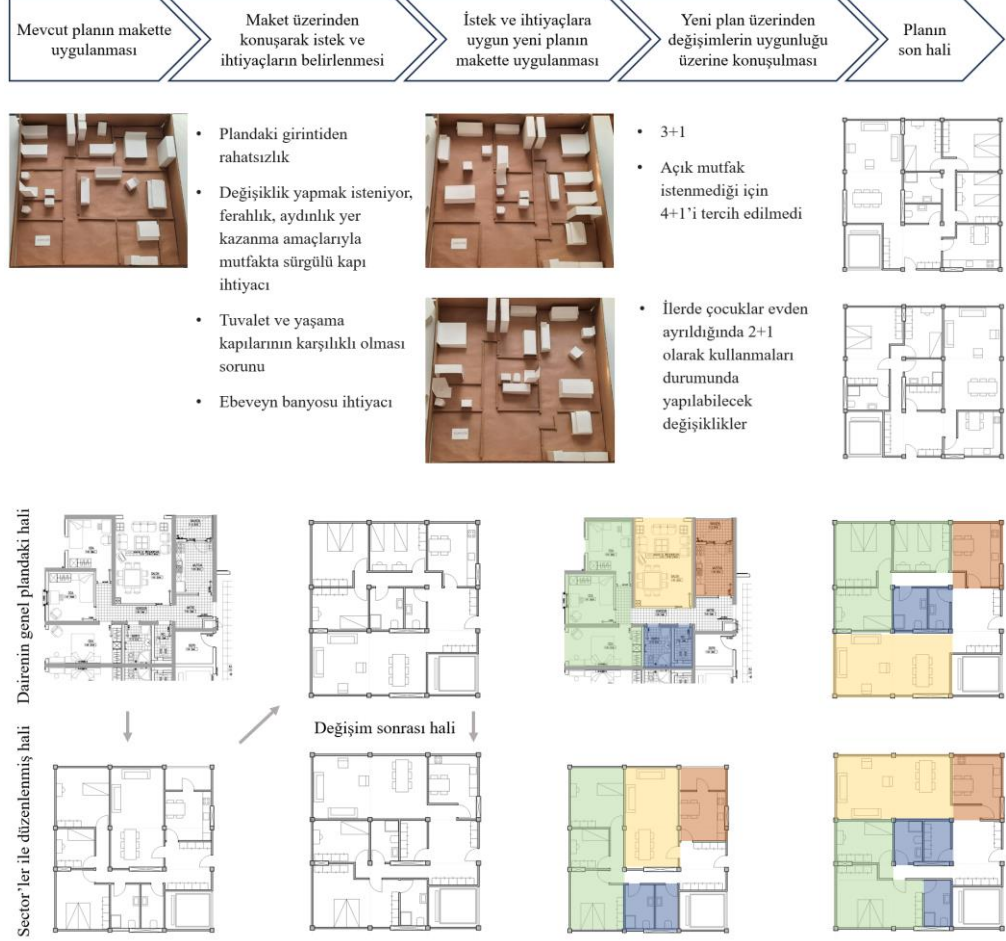 Mevcut planın makette
uygulanması
Maket üzerinden
konuşarak istek ve
ihtiyaçların belirlenmesi
İstek ve ihtiyaçlara
uygun yeni planın
makette uygulanması
Yeni plan üzerinden
değişimlerin uygunluğu
üzerine konuşulması
Planın
son hali
• Plandaki girintiden
rahatsızlık
• Değişiklik yapmak isteniyor,
ferahlık, aydınlık yer
kazanma amaçlarıyla
mutfakta sürgülü kapı
ihtiyacı
• Tuvalet ve yaşama
kapılarının karşılıklı olması
sorunu
• Ebeveyn banyosu ihtiyacı
• 3+1
• Açık mutfak
istenmediği için
4+1’i tercih edilmedi
• İlerde çocuklar evden
ayrıldığında 2+1
olarak kullanmaları
durumunda
yapılabilecek
değişiklikler
Dairenin genel plandaki hali
Değişim sonrası hali
Sector’ler ile düzenlenmiş hali